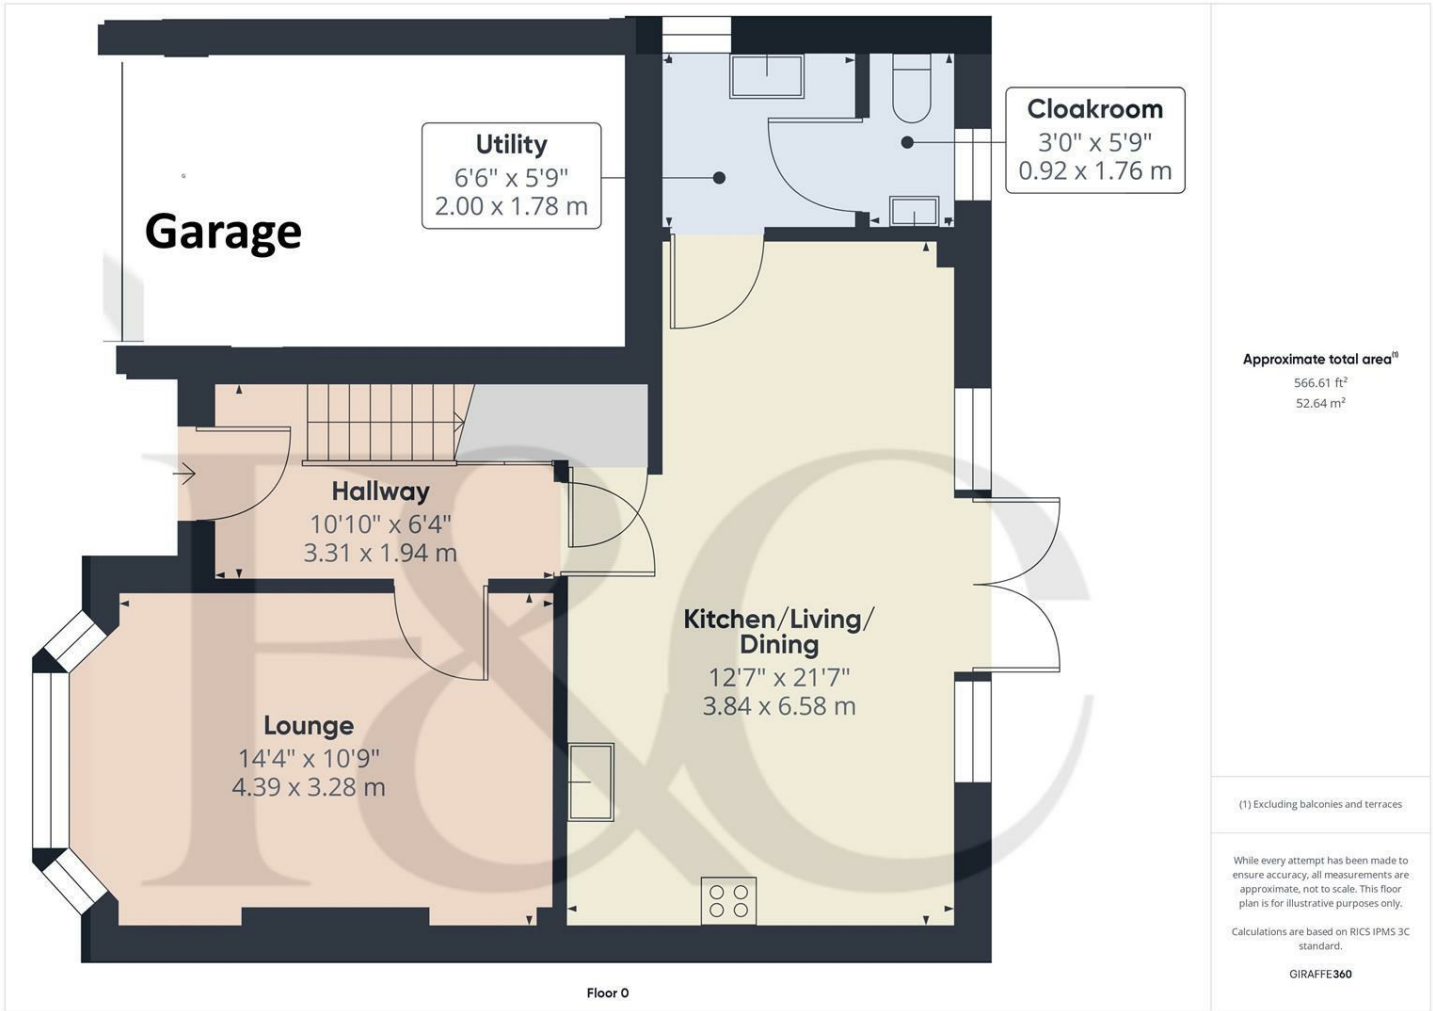 Garage
Utility
6'6" x 5'9"
2.00 x 1.78 m
Cloakroom
3'0" x 5'9"
0.92 x 1.76 m
Hallway
10'10" x 6'4"
3.31 x 1.94 m
Kitchen/Living/
Dining
12'7" x 21'7"
3.84 x 6.58 m
Lounge
14'4" x 10'9"
4.39 x 3.28 m
F&C
Floor 0
Approximate total area(1)
566.61 ft²
52.64 m²
(1) Excluding balconies and terraces
While every attempt has been made to
ensure accuracy, all measurements are
approximate, not to scale. This floor
plan is for illustrative purposes only.
Calculations are based on RICS IPMS 3C
standard.
GIRAFFE360